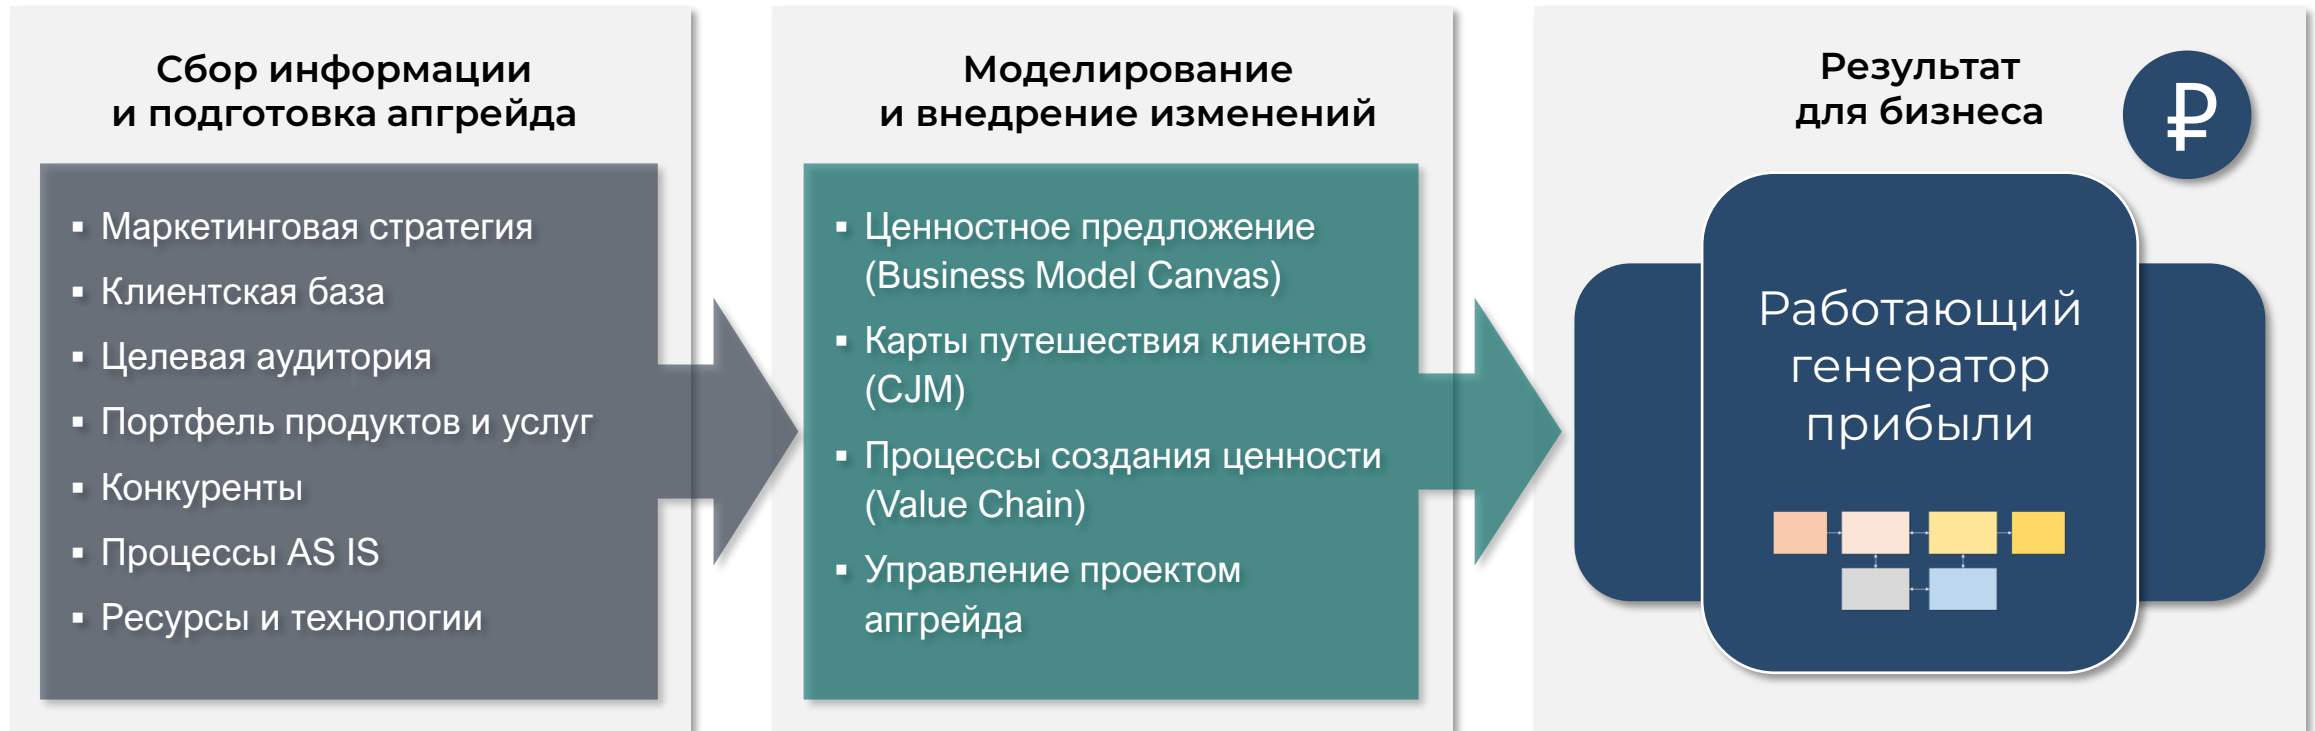 Сбор информации
и подготовка апгрейда
▪ Маркетинговая стратегия
▪ Клиентская база
▪ Целевая аудитория
▪ Портфель продуктов и услуг
▪ Конкуренты
▪ Процессы AS IS
▪ Ресурсы и технологии
Моделирование
и внедрение изменений
▪ Ценностное предложение
(Business Model Canvas)
▪ Карты путешествия клиентов
(CJM)
▪ Процессы создания ценности
(Value Chain)
▪ Управление проектом
апгрейда
Результат
для бизнеса
₽
Работающий
генератор
прибыли